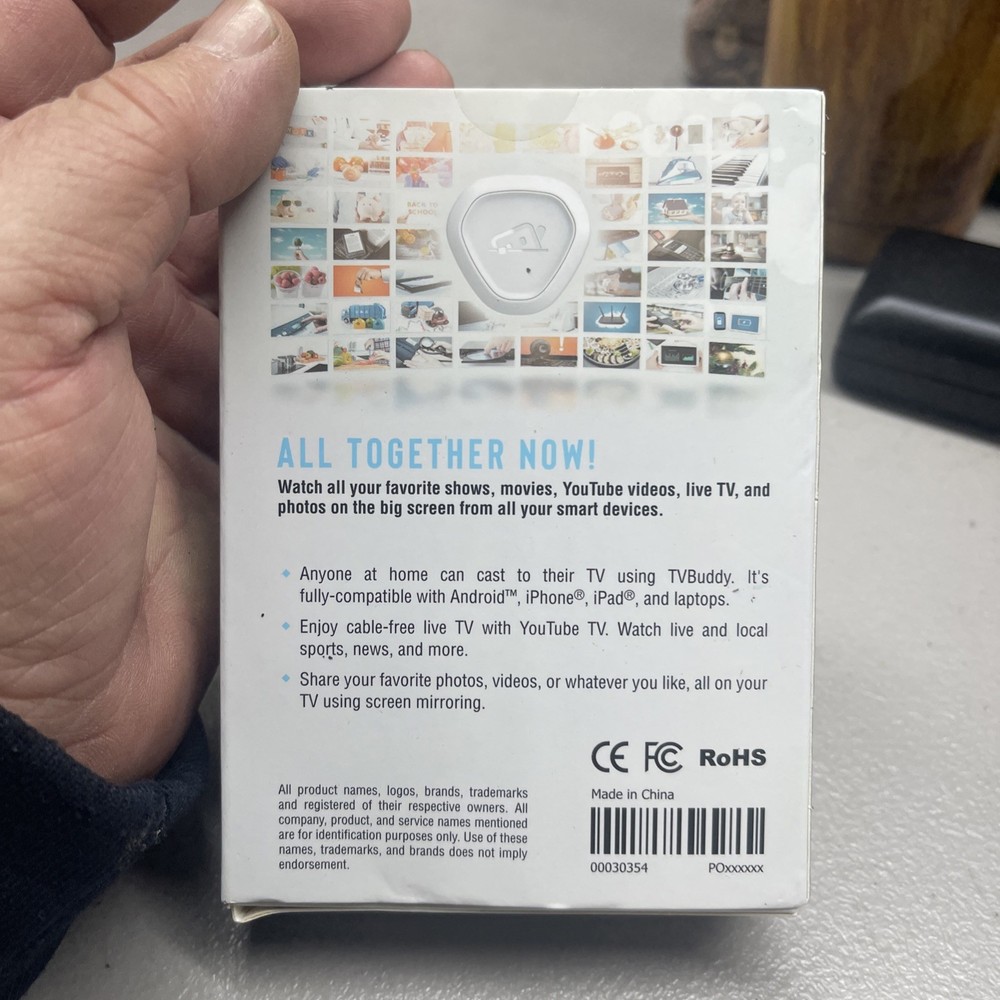 BACK TO
SCHOOL
ALL TOGETHER NOW!
Watch all your favorite shows, movies, YouTube videos, live TV, and
photos on the big screen from all your smart devices.
Anyone at home can cast to their TV using TVBuddy. It's
fully-compatible with Android™, iPhone®, iPad®, and laptops.
Enjoy cable-free live TV with YouTube TV. Watch live and local
sports, news, and more.
Share your favorite photos, videos, or whatever you like, all on your
TV using screen mirroring.
CE FC RoHS
Made in China
00030354 POxxxxxx
All product names, logos, brands, trademarks
and registered of their respective owners. All
company, product, and service names mentioned
are for identification purposes only. Use of these
names, trademarks, and brands does not imply
endorsement.